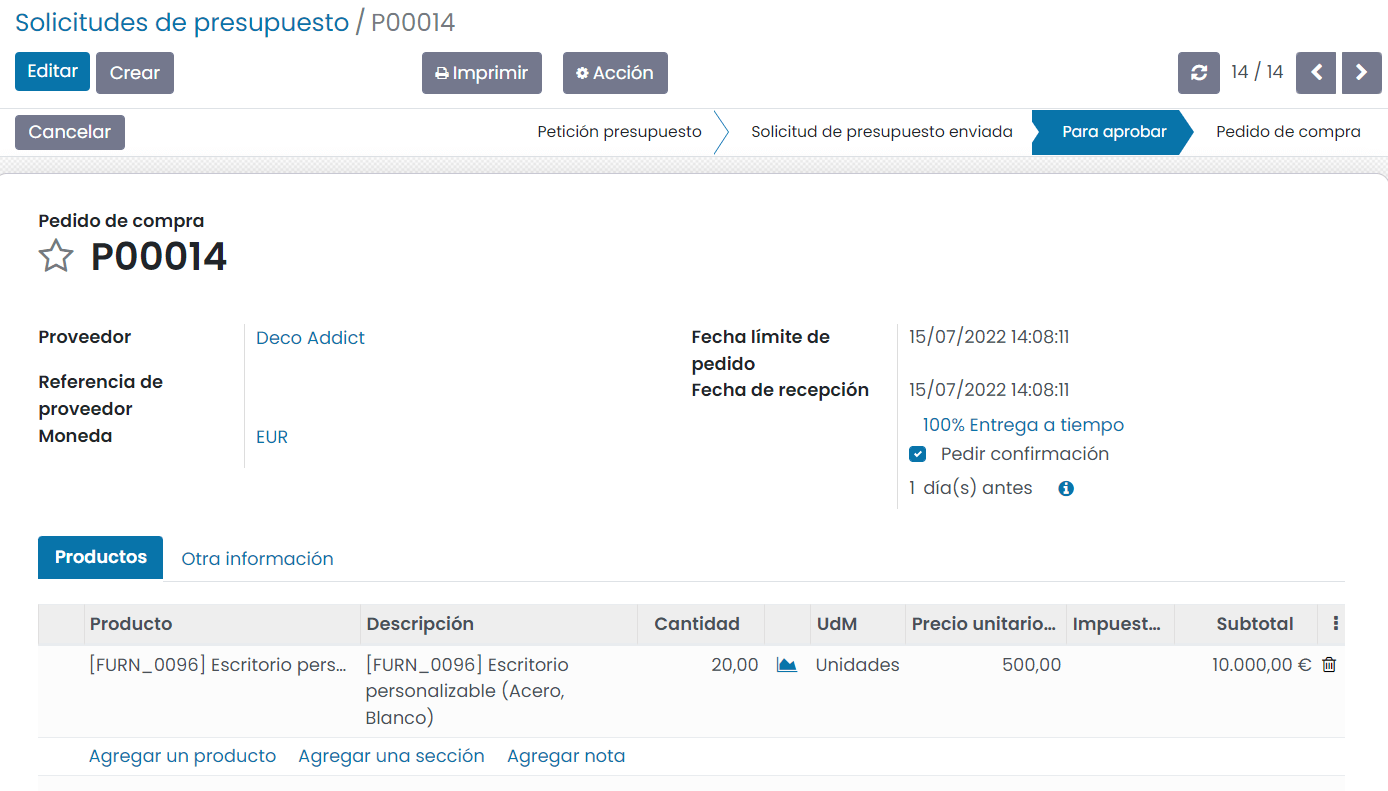 Solicitudes de presupuesto / P00014
Editar Crear Imprimir Acción 14 / 14
Cancelar Petición presupuesto Solicitud de presupuesto enviada Para aprobar Pedido de compra
Pedido de compra
P00014
Proveedor Deco Addict
Referencia de
proveedor
Moneda EUR
Fecha límite de 15/07/2022 14:08:11
pedido
Fecha de recepción 15/07/2022 14:08:11
100% Entrega a tiempo
Pedir confirmación
1 día(s) antes
Productos Otra información
Producto Descripción Cantidad UdM Precio unitario... Impuest... Subtotal
[FURN_0096] Escritorio pers... [FURN_0096] Escritorio 20,00 Unidades 500,00 10.000,00 €
personalizable (Acero,
Blanco)
Agregar un producto Agregar una sección Agregar nota